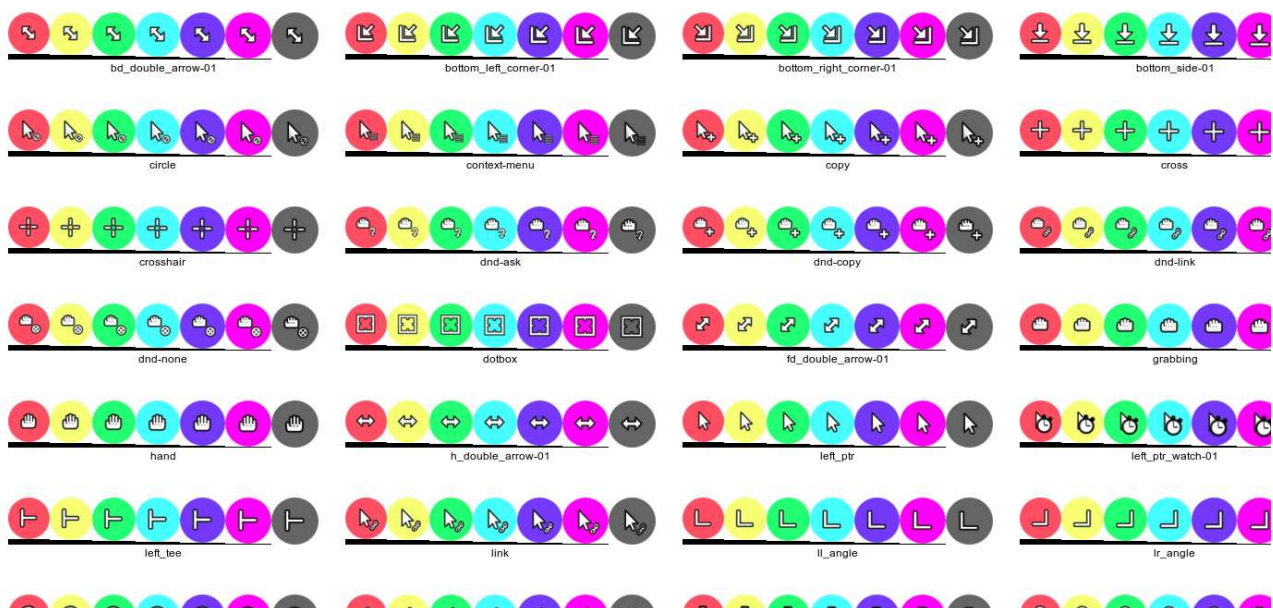 bd_double_arrow-01
bottom_left_corner-01
bottom_right_corner-01
bottom_side-01
circle
context-menu
copy
cross
crosshair
dnd-ask
dnd-copy
dnd-link
dnd-none
dotbox
fd_double_arrow-01
grabbing
hand
h_double_arrow-01
left_ptr
left_ptr_watch-01
left_tee
link
ll_angle
lr_angle